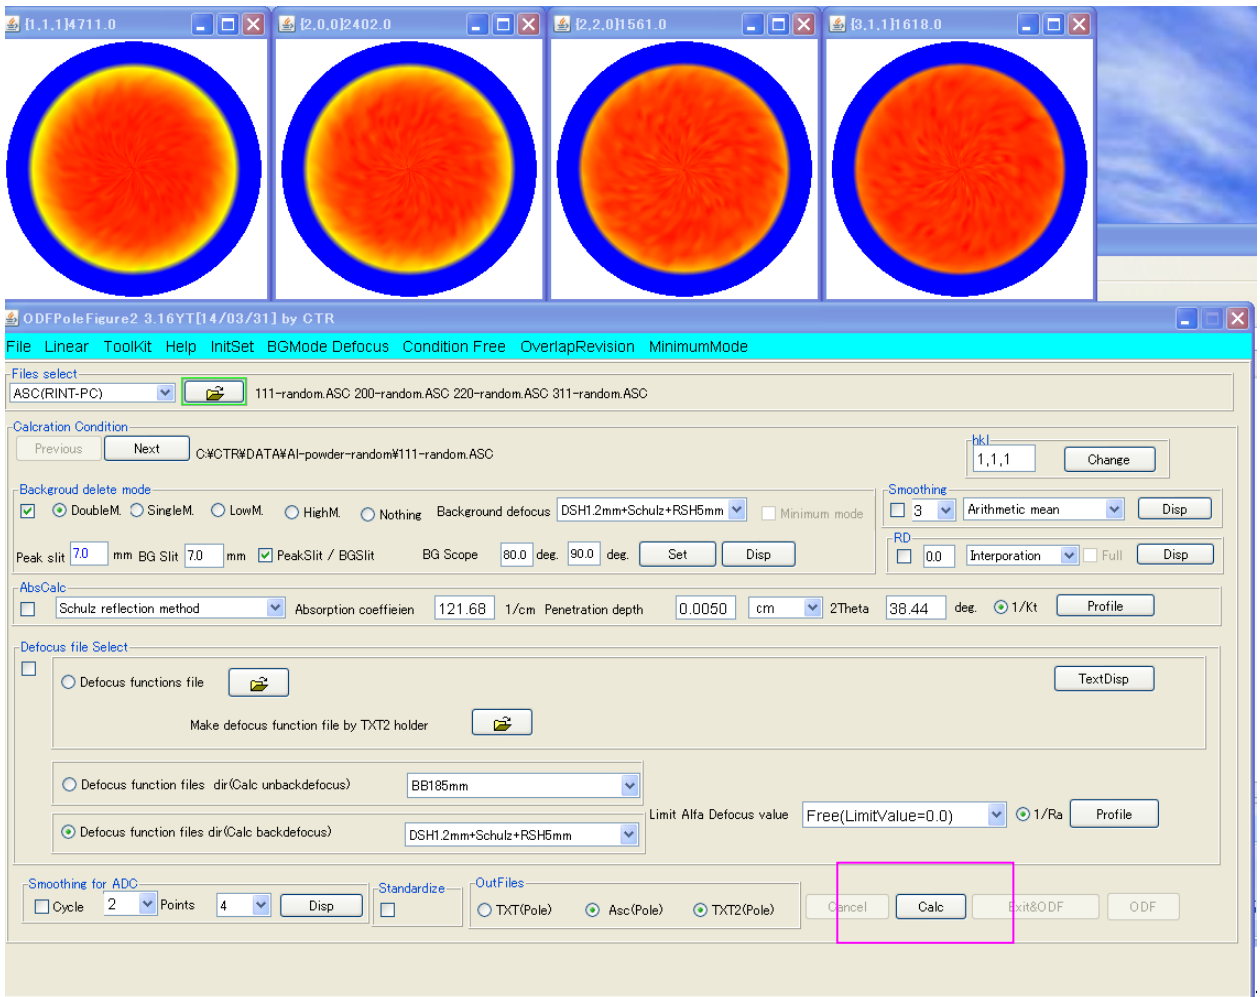 {1,1,1}4711.0 {2,0,0}2402.0 {2,2,0}1561.0 {3,1,1}1618.0
ODFPoleFigure2 3.16YT[14/03/31] by CTR
File Linear ToolKit Help InitSet BGMode Defocus Condition Free OverlapRevision MinimumMode
Files select
ASC(RINT-PC) 111-random.ASC 200-random.ASC 220-random.ASC 311-random.ASC
Calcration Condition
Previous Next C:¥CTR¥DATA¥Al-powder-random¥111-random.ASC hkl 1,1,1 Change
Backgroud delete mode Smoothing
DoubleM. SingleM. LowM. HighM. Nothing Background defocus DSH1.2mm+Schulz+RSH5mm Minimum mode 3 Arithmetic mean Disp
Peak slit 7.0 mm BG Slit 7.0 mm PeakSlit / BGSlit BG Scope 80.0 deg. 90.0 deg. Set Disp RD 0.0 Interporation Full Disp
AbsCalc
Schulz reflection method Absorption coeffieien 121.68 1/cm Penetration depth 0.0050 cm 2Theta 38.44 deg. 1/Kt Profile
Defocus file Select
Defocus functions file TextDisp
Make defocus function file by TXT2 holder
Defocus function files dir(Calc unbackdefocus) BB185mm
Limit Alfa Defocus value Free(LimitValue=0.0) 1/Ra Profile
Defocus function files dir(Calc backdefocus) DSH1.2mm+Schulz+RSH5mm
Smoothing for ADC Standardize OutFiles
Cycle 2 Points 4 Disp TXT(Pole) Asc(Pole) TXT2(Pole) Cancel Calc Exit&ODF ODF